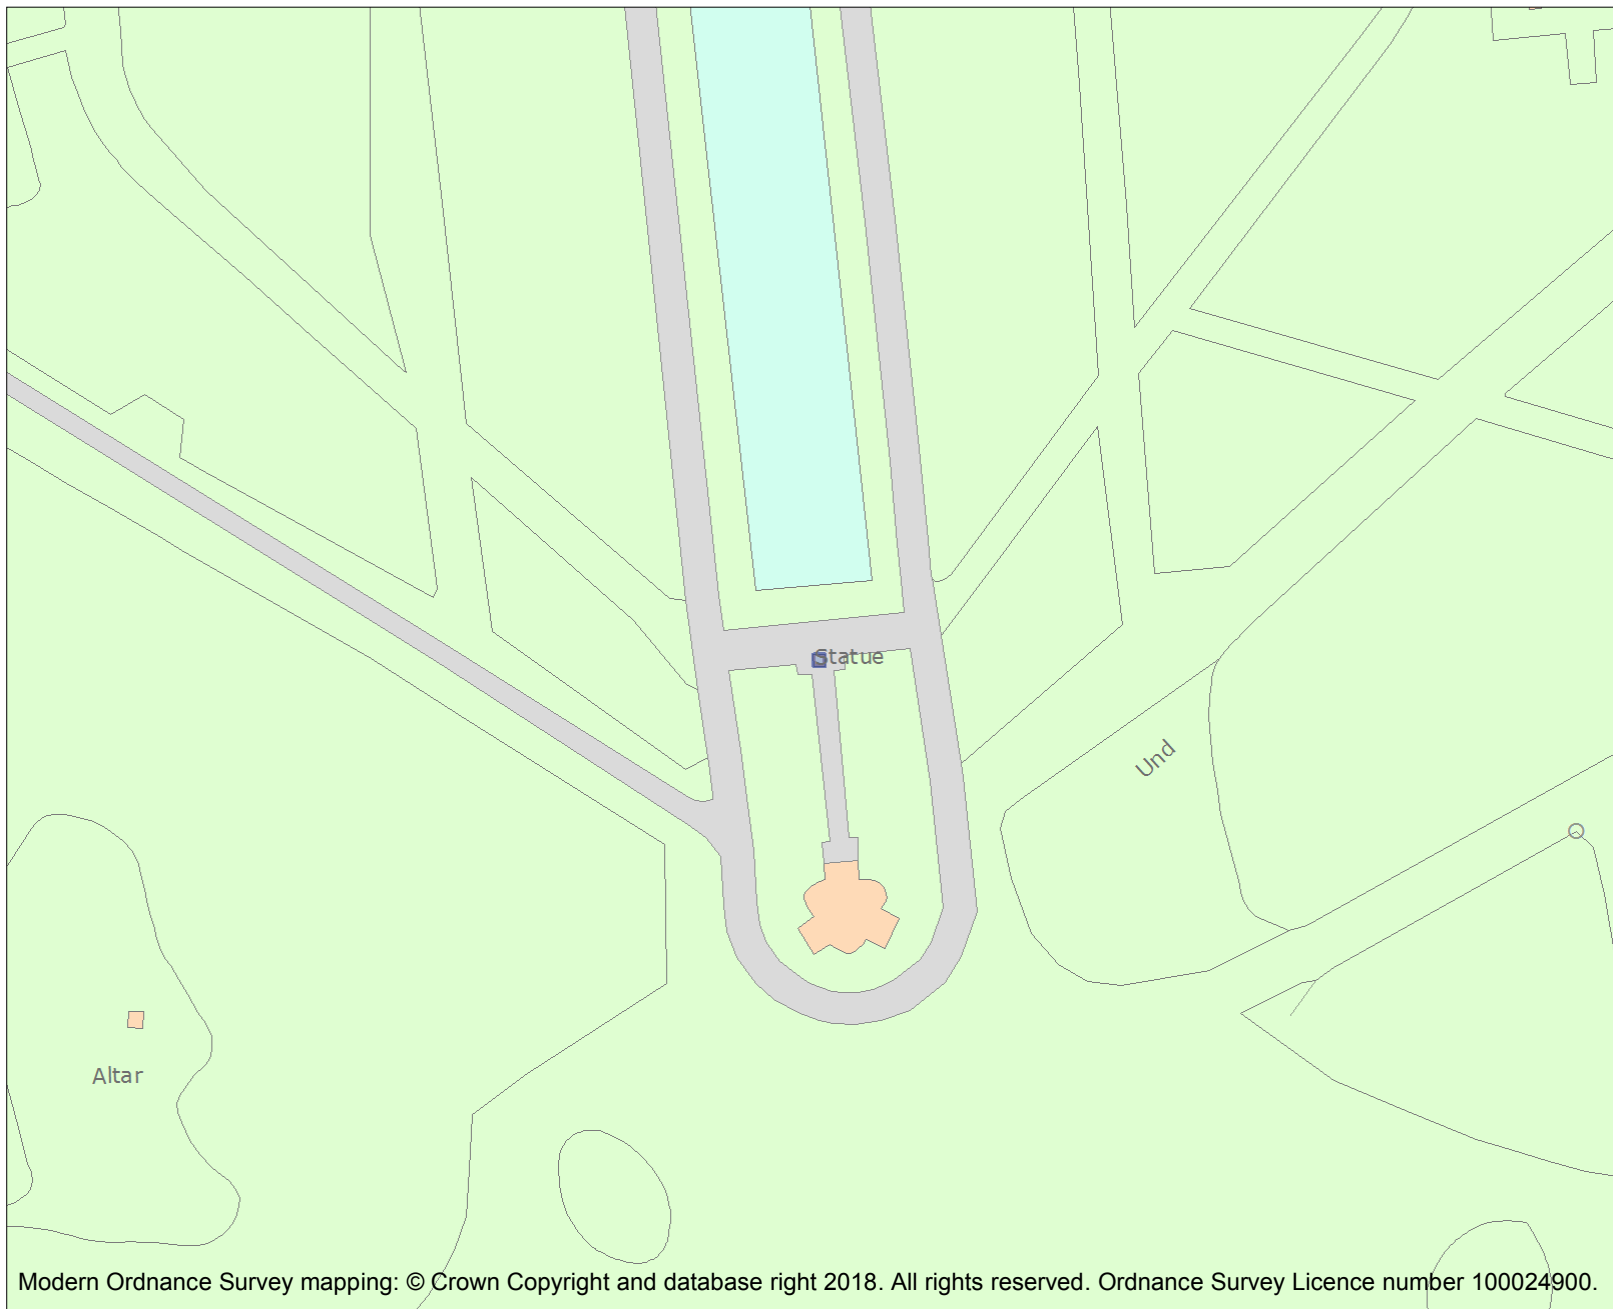 Statue
Und
Altar
Modern Ordnance Survey mapping: © Crown Copyright and database right 2018. All rights reserved. Ordnance Survey Licence number 100024900.